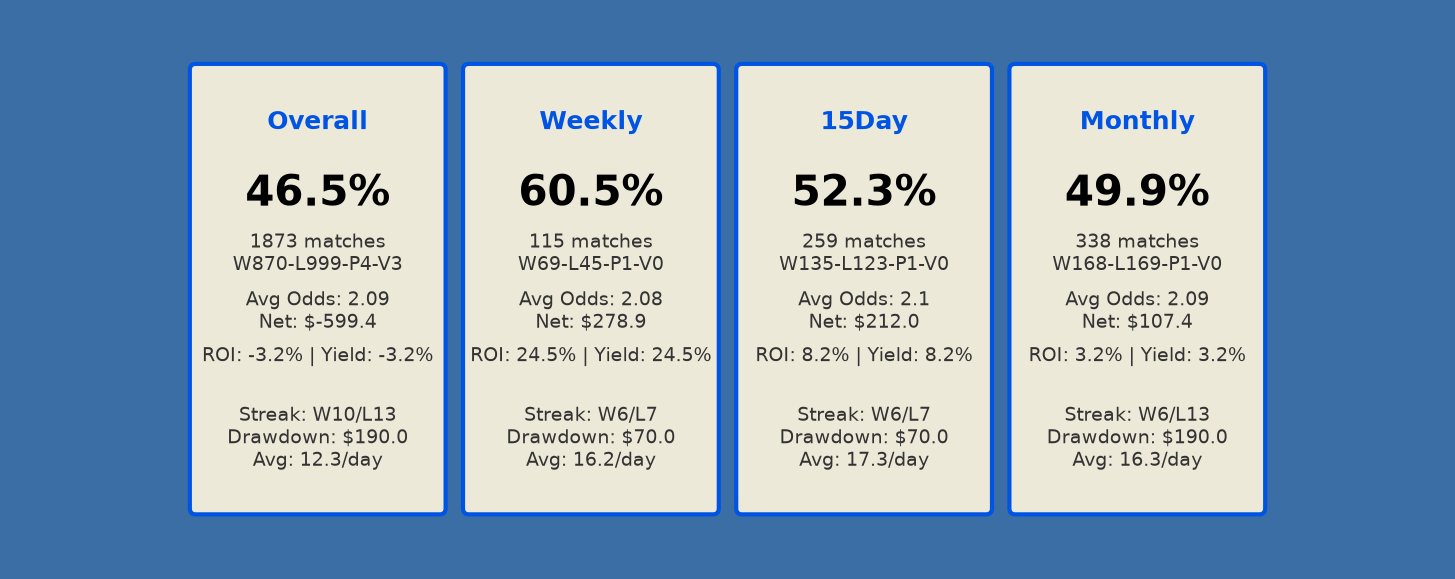 Overall
46.5%
1873 matches
W870-L999-P4-V3
Avg Odds: 2.09
Net: $-599.4
ROI: -3.2% | Yield: -3.2%
Streak: W10/L13
Drawdown: $190.0
Avg: 12.3/day
Weekly
60.5%
115 matches
W69-L45-P1-V0
Avg Odds: 2.08
Net: $278.9
ROI: 24.5% | Yield: 24.5%
Streak: W6/L7
Drawdown: $70.0
Avg: 16.2/day
15Day
52.3%
259 matches
W135-L123-P1-V0
Avg Odds: 2.1
Net: $212.0
ROI: 8.2% | Yield: 8.2%
Streak: W6/L7
Drawdown: $70.0
Avg: 17.3/day
Monthly
49.9%
338 matches
W168-L169-P1-V0
Avg Odds: 2.09
Net: $107.4
ROI: 3.2% | Yield: 3.2%
Streak: W6/L13
Drawdown: $190.0
Avg: 16.3/day